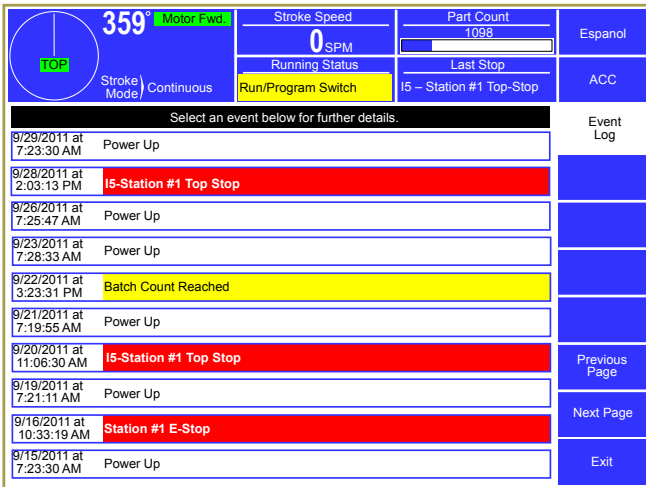 359° Motor Fwd.
TOP
Stroke Mode) Continuous
Stroke Speed
0 SPM
Part Count
1098
Running Status
Run/Program Switch
Last Stop
I5 – Station #1 Top-Stop
Espanol
ACC
Event Log
Previous Page
Next Page
Exit
Select an event below for further details.
9/29/2011 at 7:23:30 AM Power Up
9/28/2011 at 2:03:13 PM I5-Station #1 Top Stop
9/26/2011 at 7:25:47 AM Power Up
9/23/2011 at 7:28:33 AM Power Up
9/22/2011 at 3:23:31 PM Batch Count Reached
9/21/2011 at 7:19:55 AM Power Up
9/20/2011 at 11:06:30 AM I5-Station #1 Top Stop
9/19/2011 at 7:21:11 AM Power Up
9/16/2011 at 10:33:19 AM Station #1 E-Stop
9/15/2011 at 7:23:30 AM Power Up